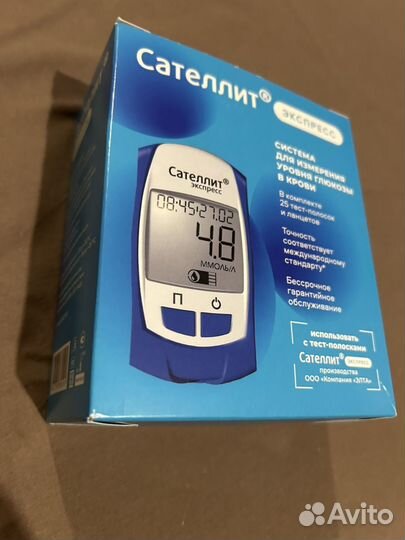 Сателлит®
ЭКСПРЕСС
СИСТЕМА
ДЛЯ ИЗМЕРЕНИЯ
УРОВНЯ ГЛЮКОЗЫ
В КРОВИ
В комплекте
25 тест-полосок
и ланцетов
Точность
соответствует
международному
стандарту*
Бессрочное
гарантийное
обслуживание
Сателлит®
экспресс
08:45:27.02
4.8
ММОЛЬ/Л
П
использовать
с тест-полосками
Сателлит® ЭКСПРЕСС
производства
ООО «Компания «ЭЛТА»
Avito